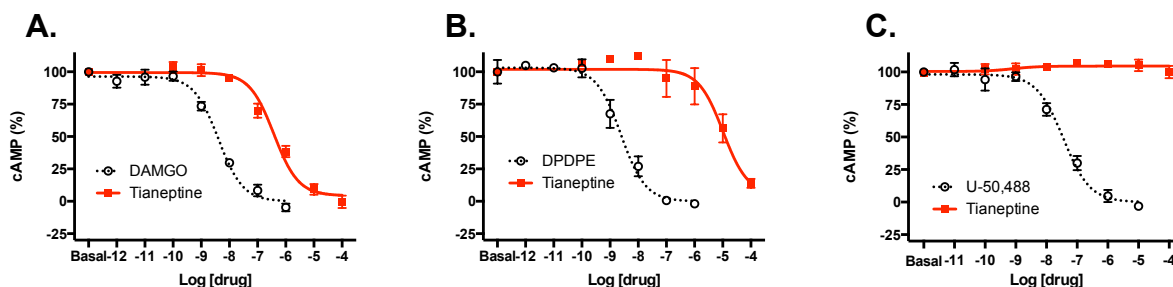 A.
cAMP (%)
100
75
50
25
0
-25
DAMGO
Tianeptine
Basal -12 -11 -10 -9 -8 -7 -6 -5 -4
Log [drug]
B.
cAMP (%)
100
75
50
25
0
-25
DPDPE
Tianeptine
Basal -12 -11 -10 -9 -8 -7 -6 -5 -4
Log [drug]
C.
cAMP (%)
100
75
50
25
0
-25
U-50,488
Tianeptine
Basal -11 -10 -9 -8 -7 -6 -5 -4
Log [drug]